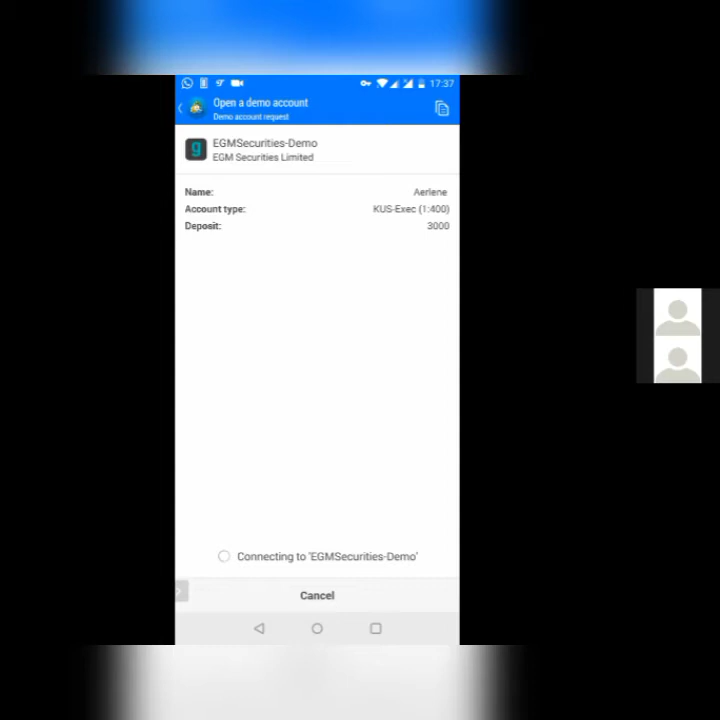 17:37
Open a demo account
Demo account request
g EGMSecurities-Demo
EGM Securities Limited
Name: Aerlene
Account type: KUS-Exec (1:400)
Deposit: 3000
Connecting to 'EGMSecurities-Demo'
Cancel